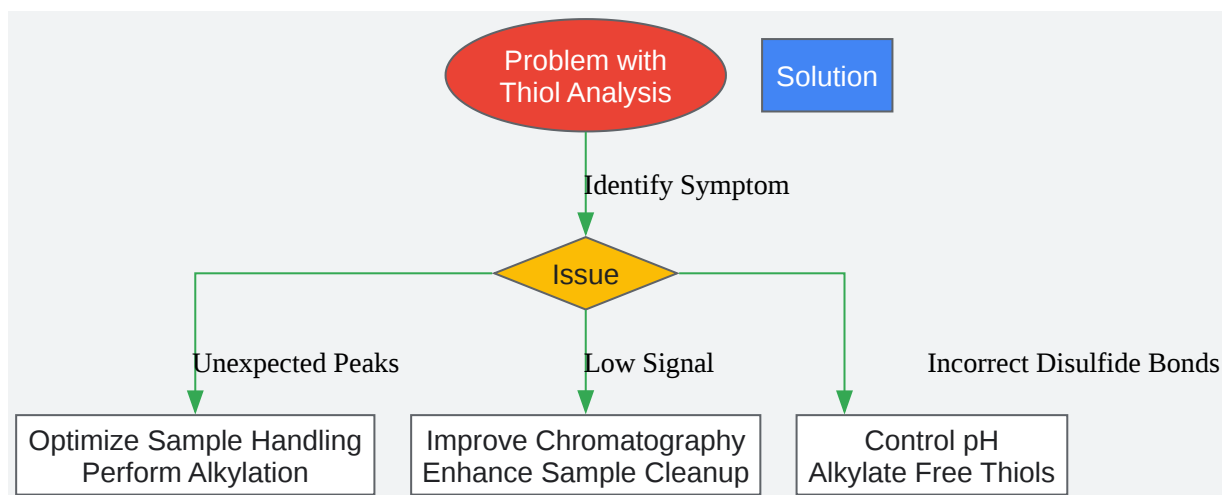 Problem with
Thiol Analysis
Solution
Identify Symptom
Issue
Unexpected Peaks
Low Signal
Incorrect Disulfide Bonds
Optimize Sample Handling
Perform Alkylation
Improve Chromatography
Enhance Sample Cleanup
Control pH
Alkylate Free Thiols